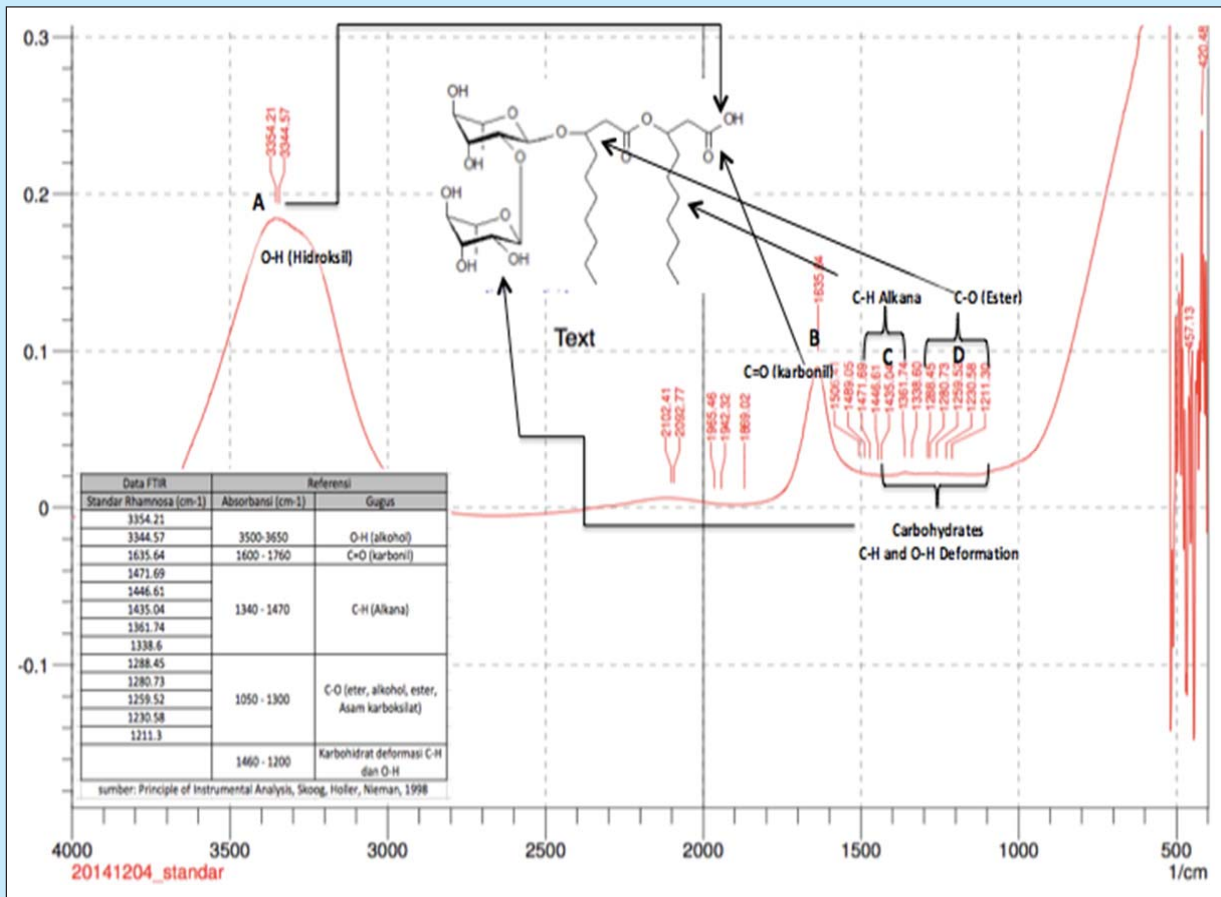 0.3
0.2
0.1
0
-0.1
3354.21
3344.57
A
O-H (Hidroksil)
OH
O
O
O
OH
OH
O
O
OH
O
OH
O
OH
OH
Text
1635.64
B
C=O (karbonil)
C-H Alkana
C-O (Ester)
C
D
2102.41
2092.77
1965.46
1942.32
1869.02
1489.05
1471.69
1446.61
1435.04
1361.74
1338.60
1288.45
1280.73
1259.52
1230.58
1211.30
457.13
420.48
Carbohydrates
C-H and O-H Deformation
Data FTIR Referensi
Standar Rhamnosa (cm-1) Absorbansi (cm-1) Gugus
3354.21
3344.57 3500-3650 O-H (alkohol)
1635.64 1600 - 1760 C=O (karbonil)
1471.69
1446.61
1435.04 1340 - 1470 C-H (Alkana)
1361.74
1338.6
1288.45
1280.73
1259.52 1050 - 1300 C-O (eter, alkohol, ester, Asam karboksilat)
1230.58
1211.3
1460 - 1200 Karbohidrat deformasi C-H dan O-H
sumber: Principle of Instrumental Analysis, Skoog, Holler, Nieman, 1998
4000 3500 3000 2500 2000 1500 1000 500
20141204_standar
1/cm